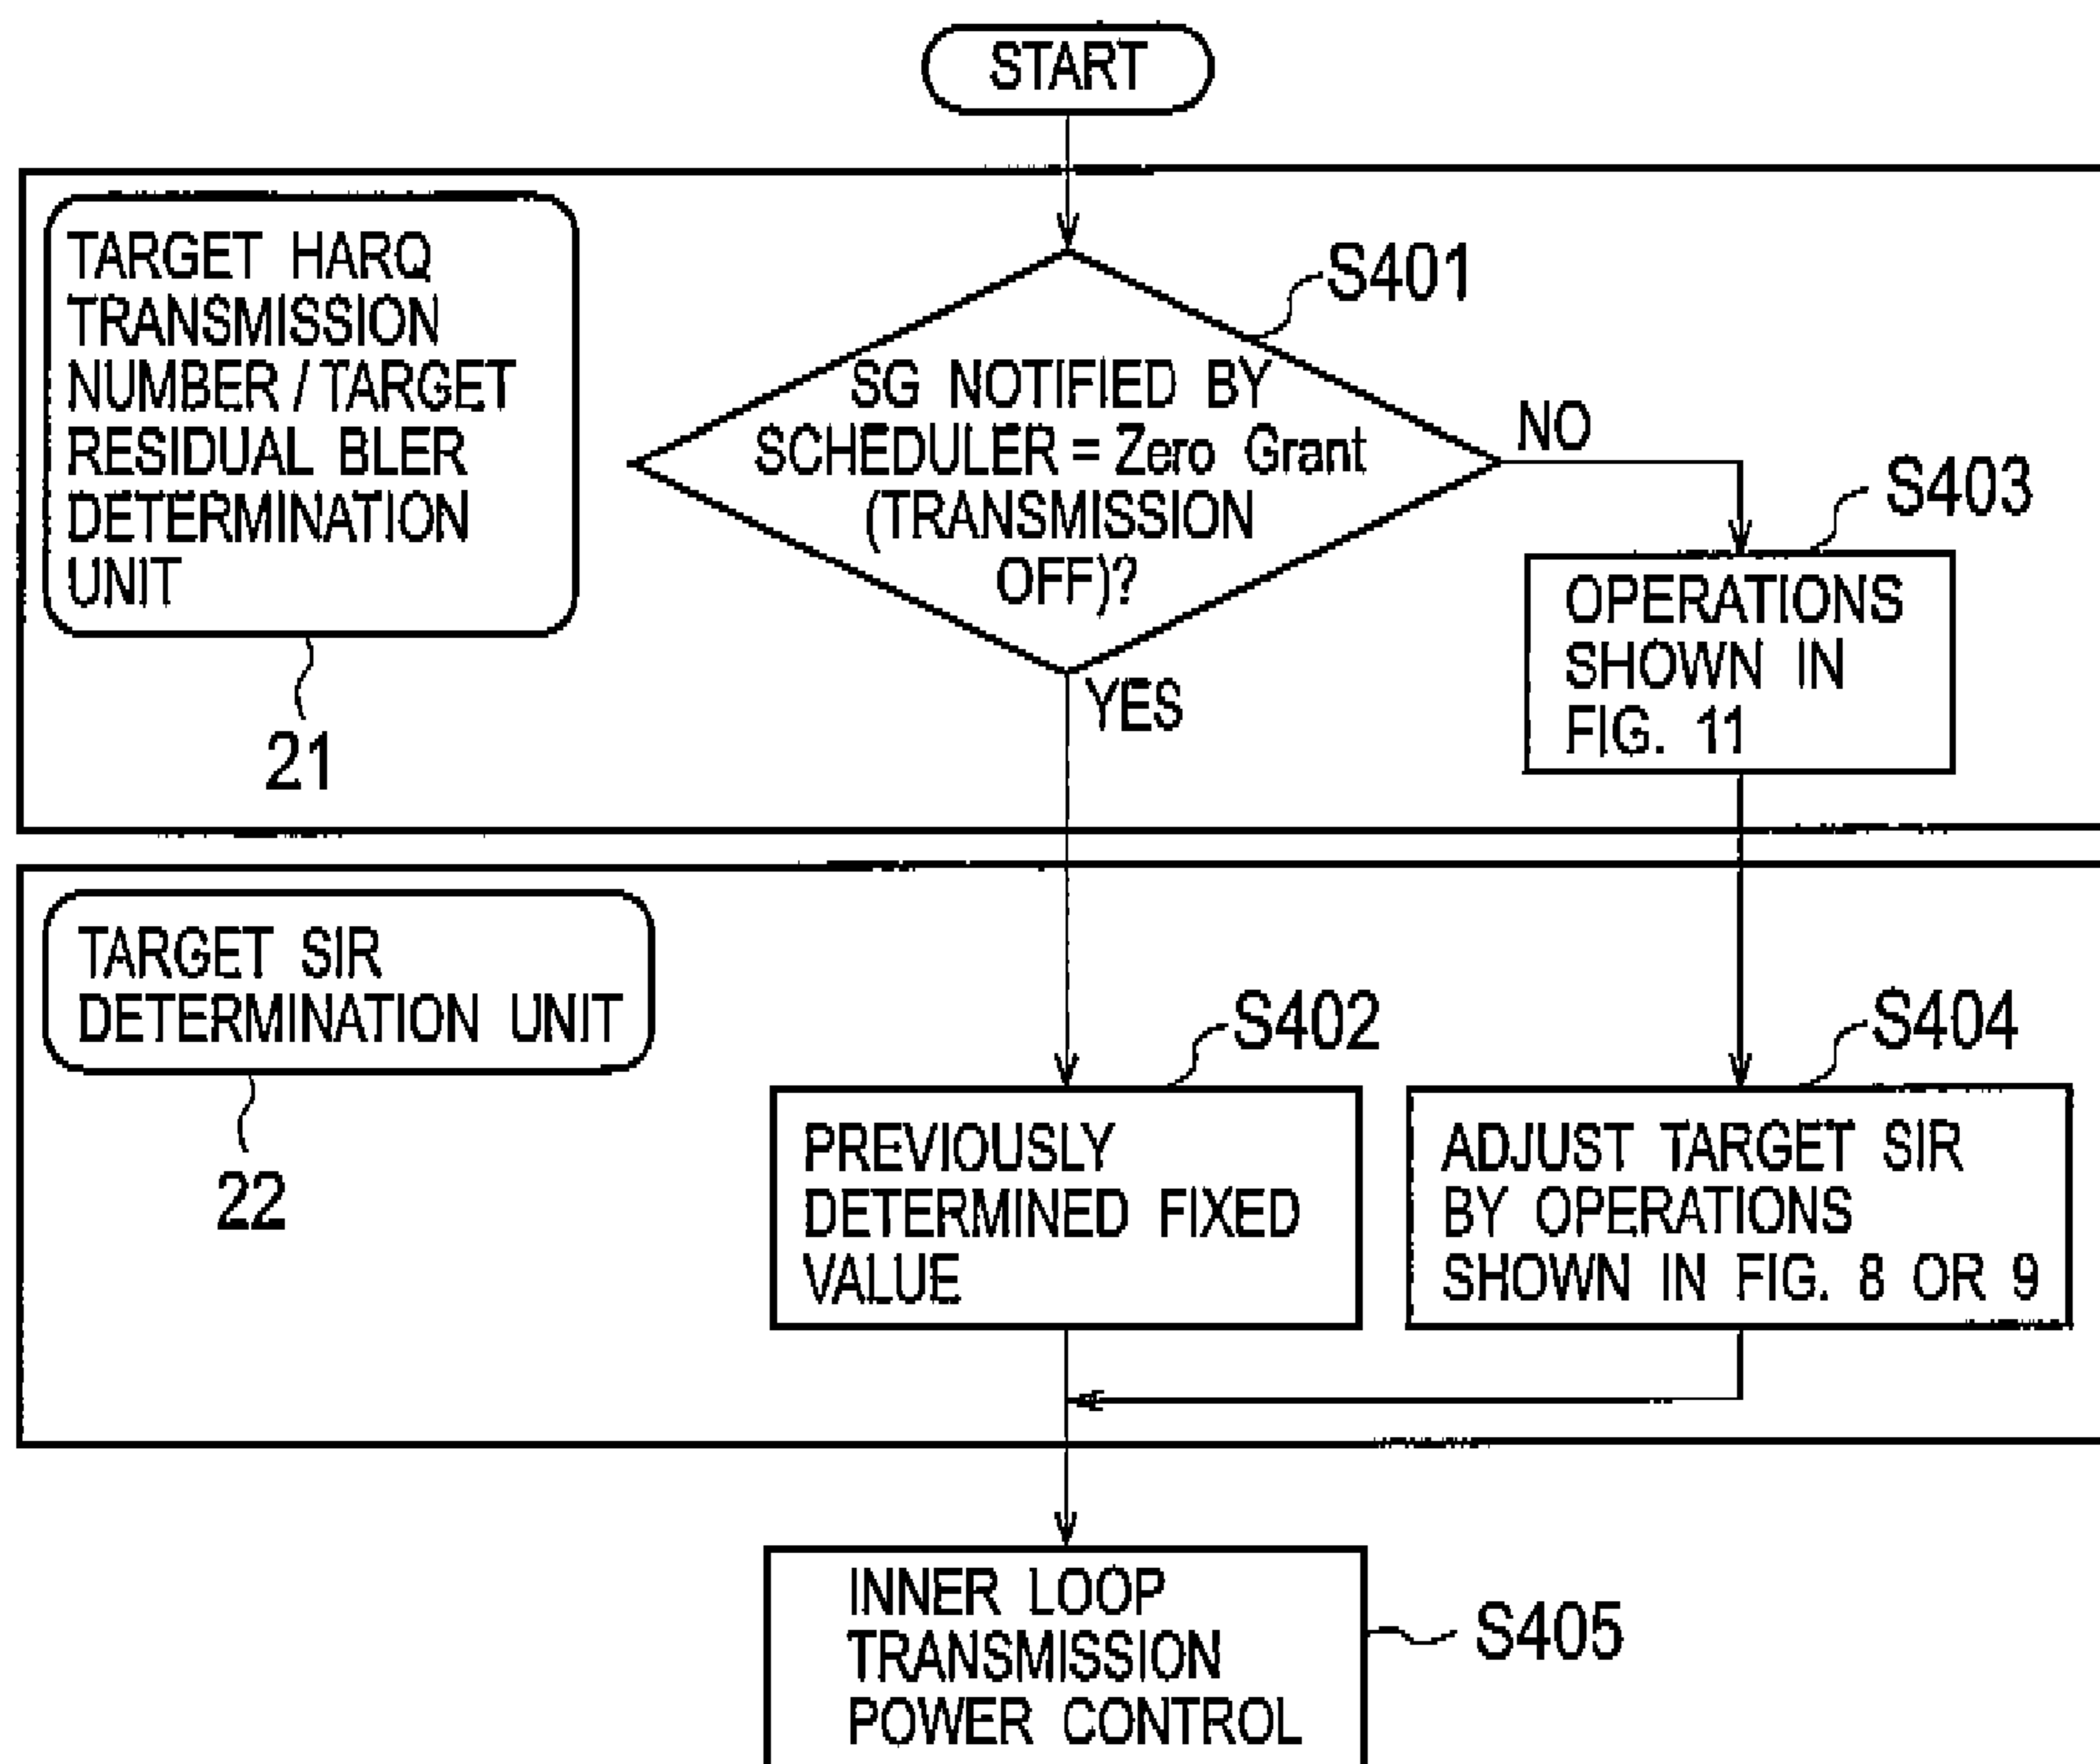 START
TARGET HARQ
TRANSMISSION
NUMBER / TARGET
RESIDUAL BLER
DETERMINATION
UNIT
21
S401
SG NOTIFIED BY
SCHEDULER = Zero Grant
(TRANSMISSION
OFF)?
NO
YES
S403
OPERATIONS
SHOWN IN
FIG. 11
TARGET SIR
DETERMINATION UNIT
22
S402
PREVIOUSLY
DETERMINED FIXED
VALUE
S404
ADJUST TARGET SIR
BY OPERATIONS
SHOWN IN FIG. 8 OR 9
INNER LOOP
TRANSMISSION
POWER CONTROL
S405